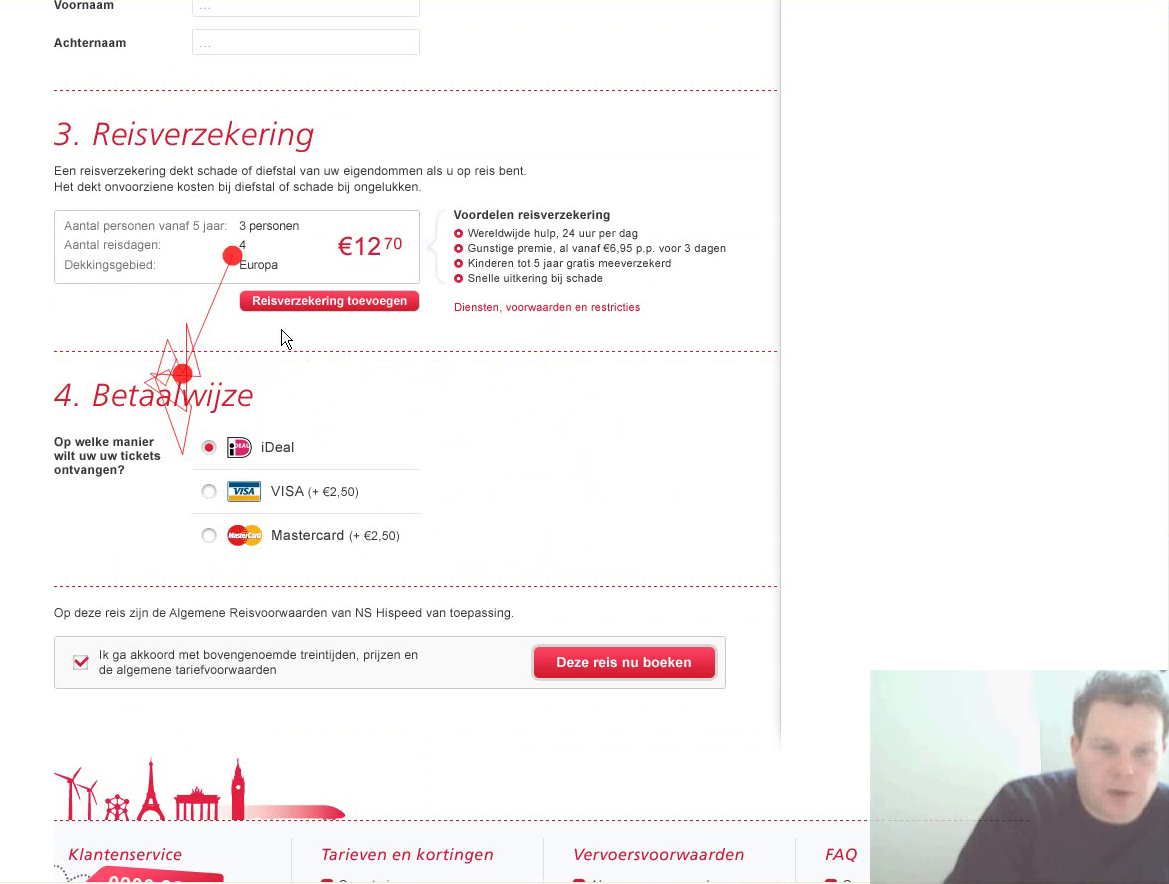 Voornaam
...
Achternaam
...
3. Reisverzekering
Een reisverzekering dekt schade of diefstal van uw eigendommen als u op reis bent.
Het dekt onvoorziene kosten bij diefstal of schade bij ongelukken.
Aantal personen vanaf 5 jaar: 3 personen
Aantal reisdagen: 4
Dekkingsgebied: Europa
€12 70
Reisverzekering toevoegen
Voordelen reisverzekering
Wereldwijde hulp, 24 uur per dag
Gunstige premie, al vanaf €6,95 p.p. voor 3 dagen
Kinderen tot 5 jaar gratis meeverzekerd
Snelle uitkering bij schade
Diensten, voorwaarden en restricties
4. Betaalwijze
Op welke manier
wilt uw uw tickets
ontvangen?
iDEAL iDeal
VISA VISA (+ €2,50)
MasterCard Mastercard (+ €2,50)
Op deze reis zijn de Algemene Reisvoorwaarden van NS Hispeed van toepassing.
Ik ga akkoord met bovengenoemde treintijden, prijzen en
de algemene tariefvoorwaarden
Deze reis nu boeken
Klantenservice
Tarieven en kortingen
Vervoersvoorwaarden
FAQ